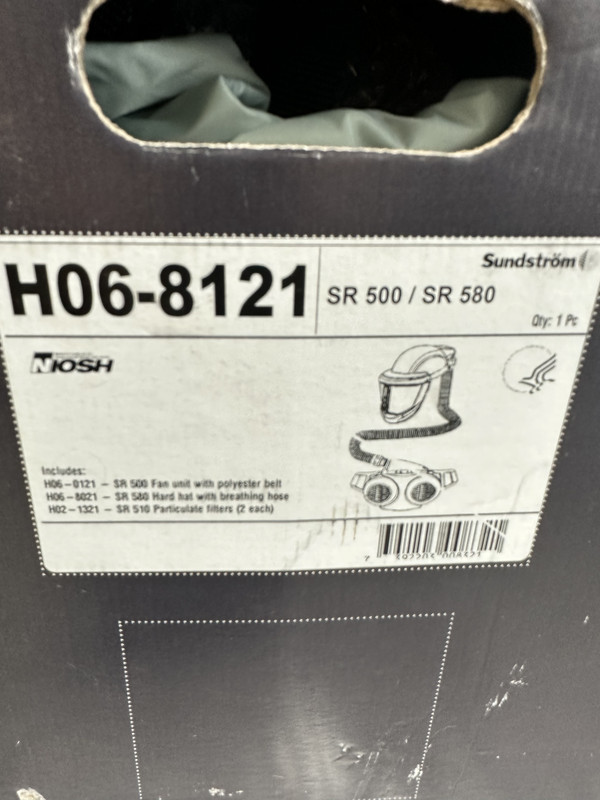 H06-8121
SR 500 / SR 580
Sundström
Qty: 1 Pc
NIOSH
Includes:
H06-0121 – SR 500 Fan unit with polyester belt
H06-8021 – SR 580 Hard hat with breathing hose
H02-1321 – SR 510 Particulate filters (2 each)
7